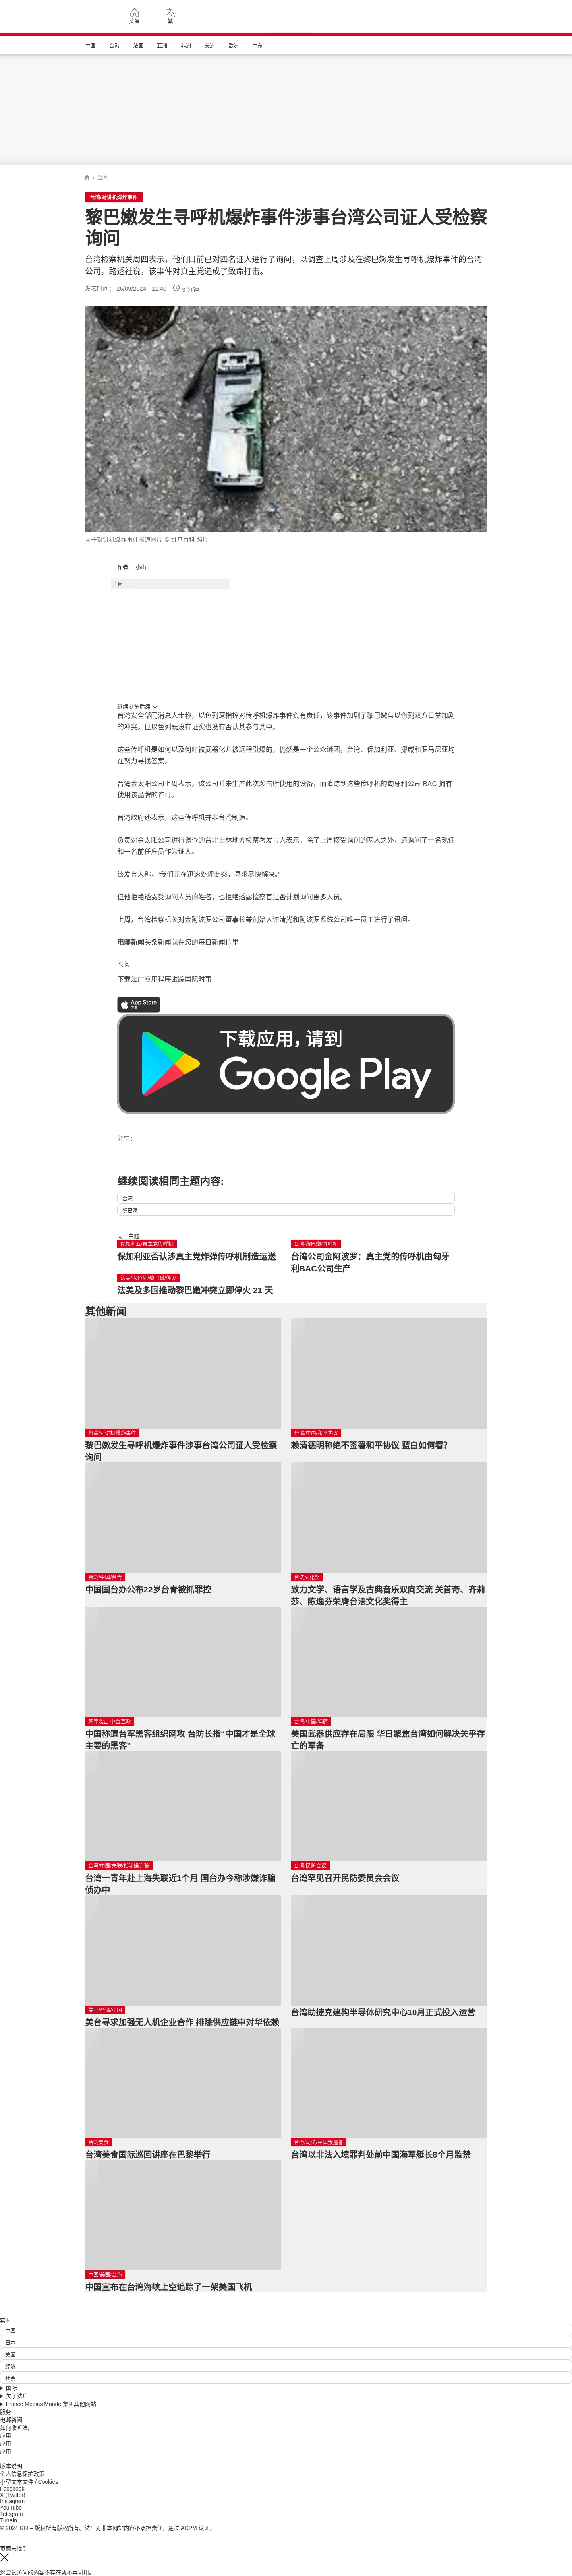 头条
繁
中国
台海
法国
亚洲
非洲
美洲
欧洲
中东
/ 台湾
台湾/对讲机爆炸事件
黎巴嫩发生寻呼机爆炸事件涉事台湾公司证人受检察
询问
台湾检察机关周四表示，他们目前已对四名证人进行了询问，以调查上周涉及在黎巴嫩发生寻呼机爆炸事件的台湾
公司，路透社说，该事件对真主党造成了致命打击。
发表时间： 26/09/2024 - 11:40 3 分钟
关于对讲机爆炸事件报道图片 © 维基百科 照片
作者： 小山
广告
继续浏览后续
台湾安全部门消息人士称，以色列遭指控对传呼机爆炸事件负有责任，该事件加剧了黎巴嫩与以色列双方日益加剧
的冲突。但以色列既没有证实也没有否认其参与其中。
这些传呼机是如何以及何时被武器化并被远程引爆的，仍然是一个公众谜团，台湾、保加利亚、挪威和罗马尼亚均
在努力寻找答案。
台湾金太阳公司上周表示，该公司并未生产此次袭击所使用的设备，而追踪到这些传呼机的匈牙利公司 BAC 拥有
使用该品牌的许可。
台湾政府还表示，这些传呼机并非台湾制造。
负责对金太阳公司进行调查的台北士林地方检察署发言人表示，除了上周接受询问的两人之外，还询问了一名现任
和一名前任雇员作为证人。
该发言人称，“我们正在迅速处理此案，寻求尽快解决。”
但他拒绝透露受询问人员的姓名，也拒绝透露检察官是否计划询问更多人员。
上周，台湾检察机关对金阿波罗公司董事长兼创始人许清光和阿波罗系统公司唯一员工进行了讯问。
电邮新闻头条新闻就在您的每日新闻信里
订阅
下载法广应用程序跟踪国际时事
App Store
下载
下载应用，请到
Google Play
分享 :
继续阅读相同主题内容:
台湾
黎巴嫩
同一主题
保加利亚/真主党传呼机
保加利亚否认涉真主党炸弹传呼机制造运送
台湾/黎巴嫩/寻呼机
台湾公司金阿波罗：真主党的传呼机由匈牙
利BAC公司生产
法美/以色列/黎巴嫩/停火
法美及多国推动黎巴嫩冲突立即停火 21 天
其他新闻
台湾/对讲机爆炸事件
黎巴嫩发生寻呼机爆炸事件涉事台湾公司证人受检察
询问
台湾/中国/和平协议
赖清德明称绝不签署和平协议 蓝白如何看?
台湾/中国/台青
中国国台办公布22岁台青被抓罪控
台法文化奖
致力文学、语言学及古典音乐双向交流 关首奇、齐莉
莎、陈逸芬荣膺台法文化奖得主
网军袭击 中台互呛
中国称遭台军黑客组织网攻 台防长指“中国才是全球
主要的黑客”
台湾/中国/弹药
美国武器供应存在局限 华日聚焦台湾如何解决关乎存
亡的军备
台湾/中国/失联/指涉嫌诈骗
台湾一青年赴上海失联近1个月 国台办今称涉嫌诈骗
侦办中
台湾/民防会议
台湾罕见召开民防委员会会议
美国/台湾/中国
美台寻求加强无人机企业合作 排除供应链中对华依赖
台湾助捷克建构半导体研究中心10月正式投入运营
台湾美食
台湾美食国际巡回讲座在巴黎举行
台湾/司法/中国叛逃者
台湾以非法入境罪判处前中国海军艇长8个月监禁
中国/美国/台海
中国宣布在台湾海峡上空追踪了一架美国飞机
实时
中国
日本
美国
经济
社会
国际
关于法广
France Médias Monde 集团其他网站
服务
电邮新闻
如何收听法广
应用
应用
应用
版本说明
个人信息保护政策
小型文本文件 / Cookies
Facebook
X (Twitter)
Instagram
YouTube
Telegram
TuneIn
© 2024 RFI – 版权所有版权所有。法广对非本网站内容不承担责任。通过 ACPM 认证。
页面未找到
您尝试访问的内容不存在或不再可用。